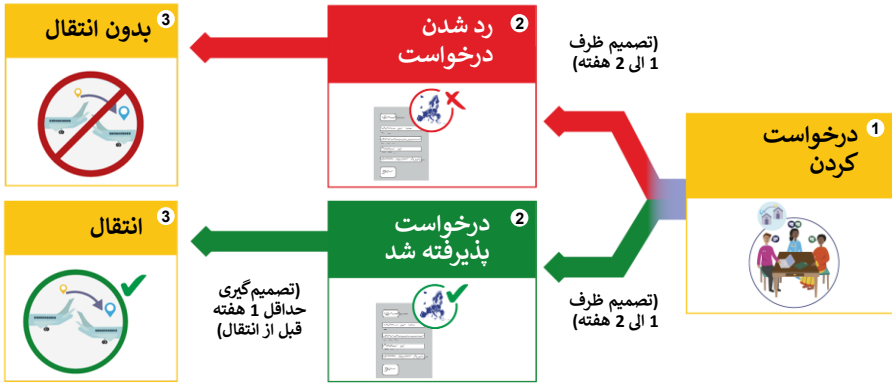 1
درخواست
کردن
(تصمیم ظرف
1 الی 2 هفته)
2
رد شدن
درخواست
3
بدون انتقال
(تصمیم ظرف
1 الی 2 هفته)
2
درخواست
پذیرفته شد
(تصمیم‌گیری
حداقل 1 هفته
قبل از انتقال)
3
انتقال